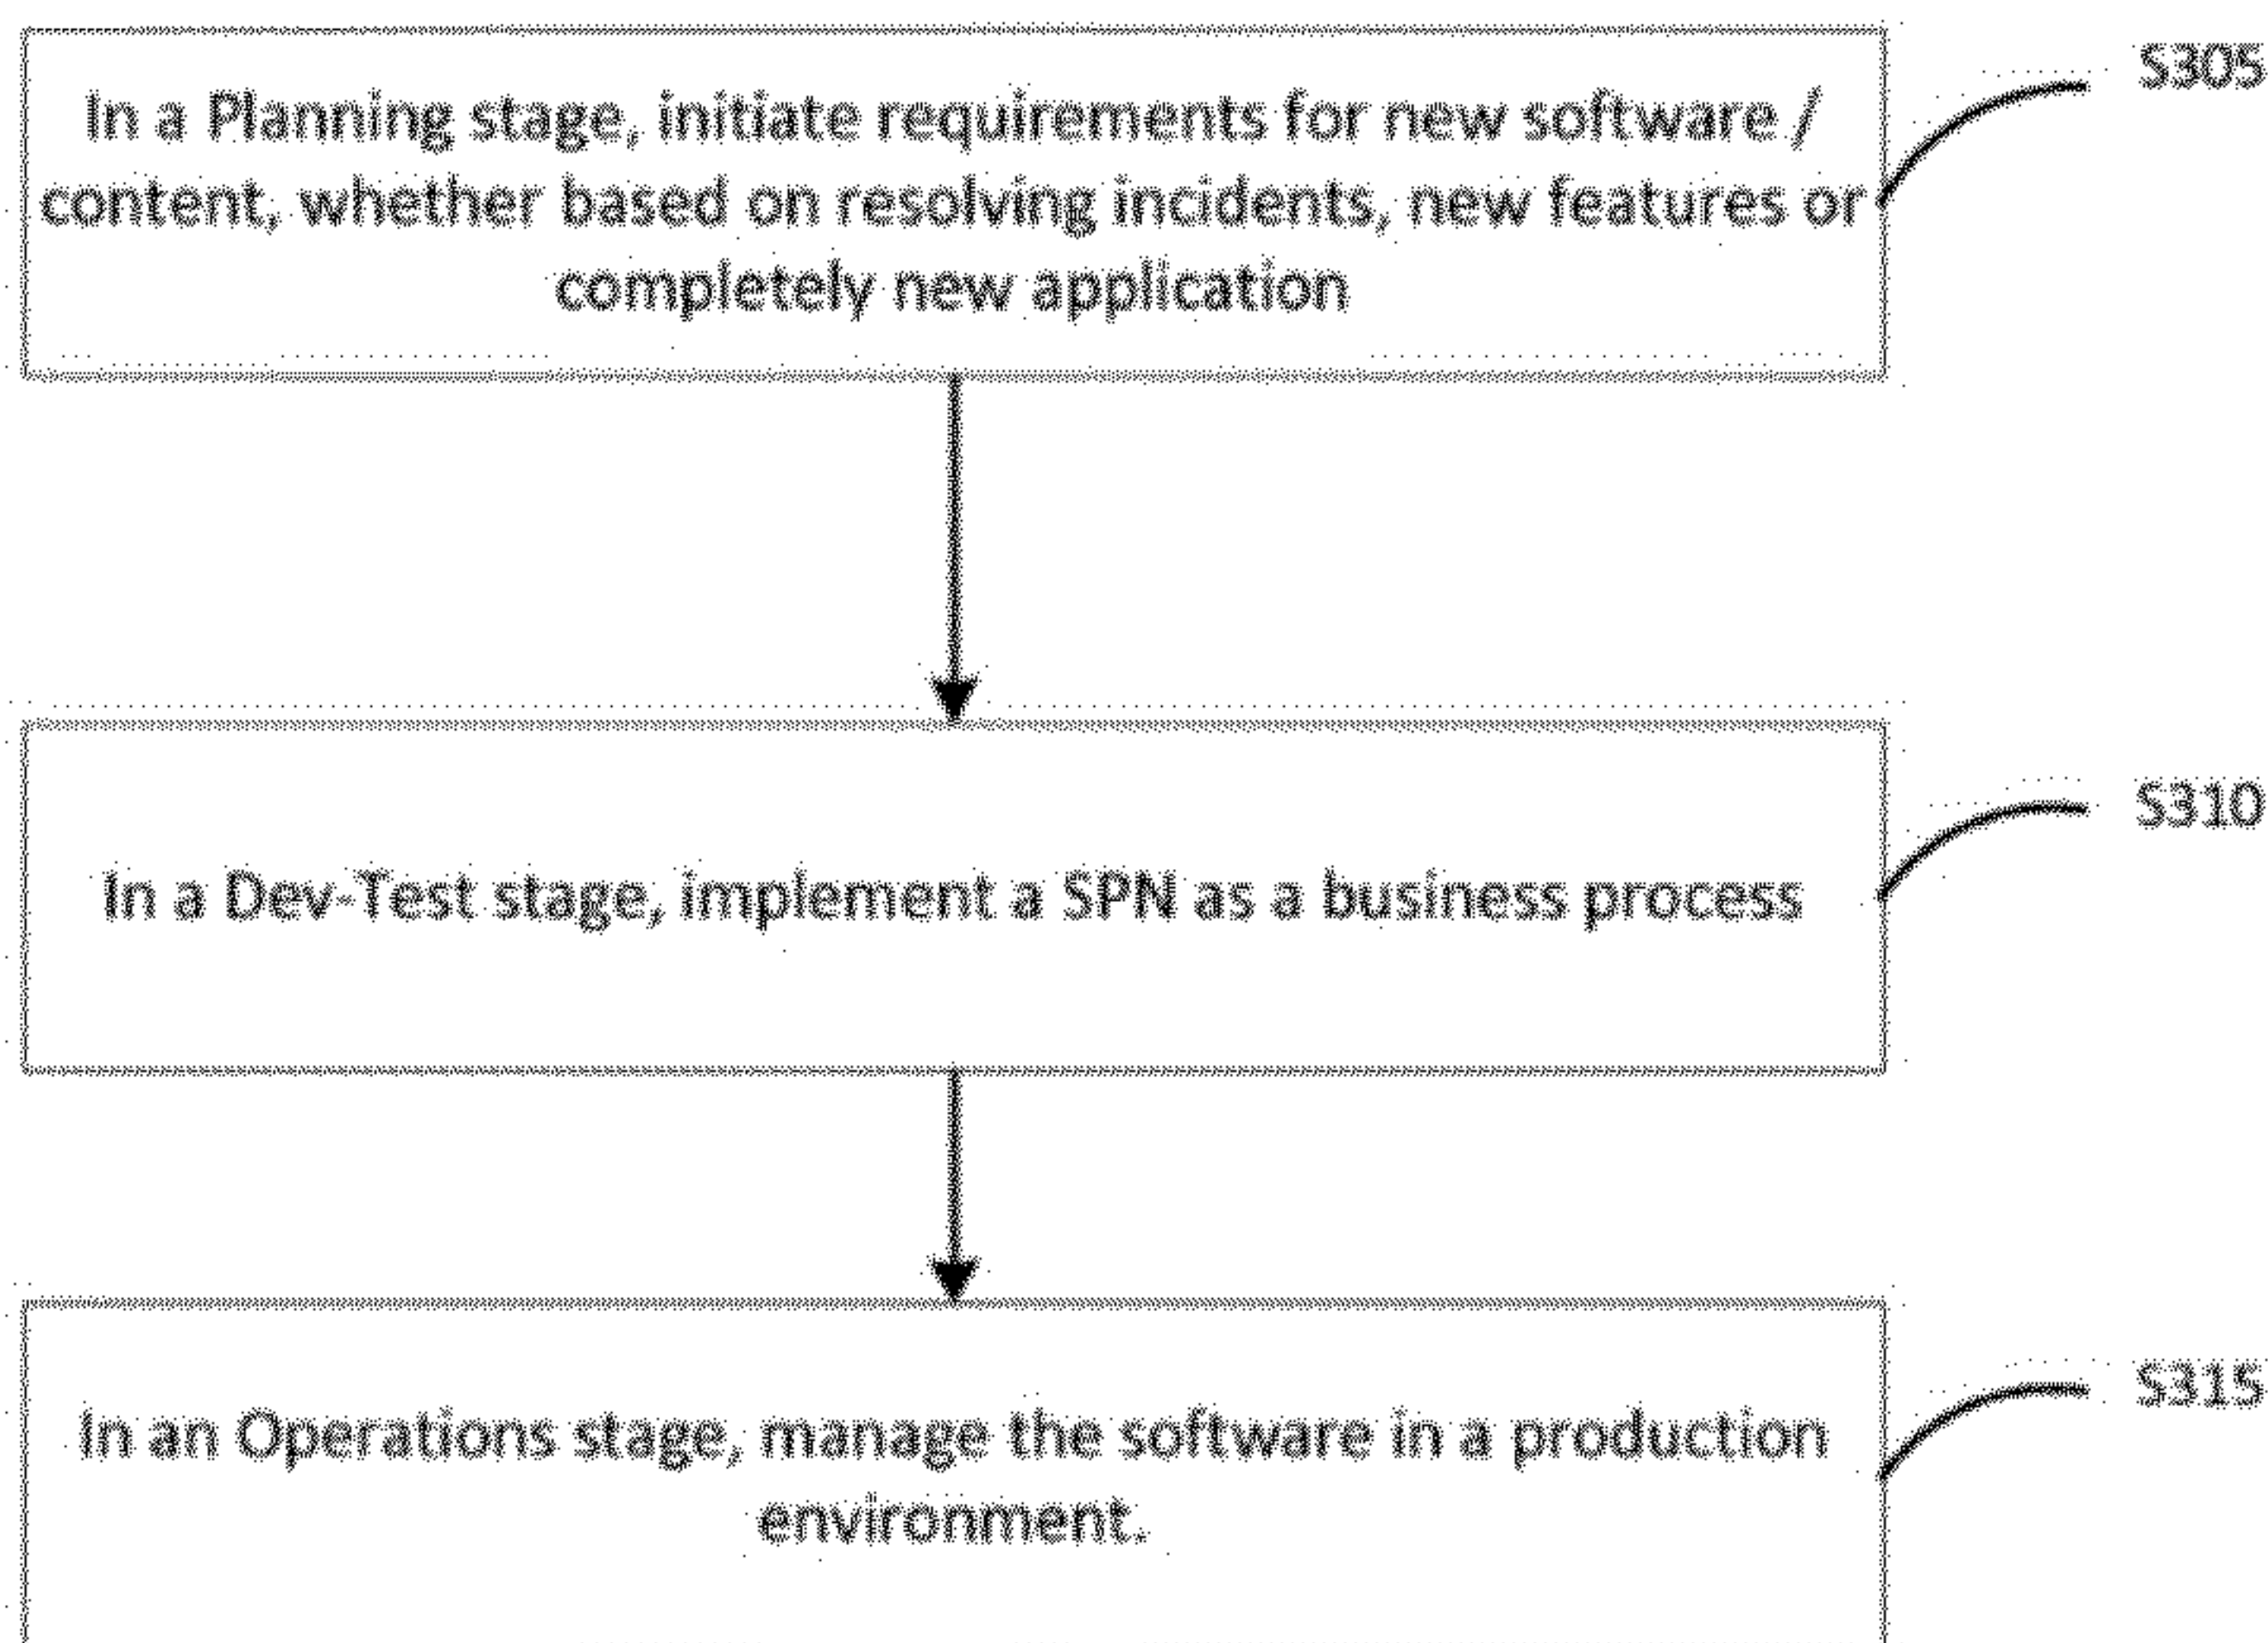 S305
In a Planning stage, initiate requirements for new software /
content, whether based on resolving incidents, new features or
completely new application
S310
In a Dev-Test stage, implement a SPN as a business process
S315
In an Operations stage, manage the software in a production
environment.